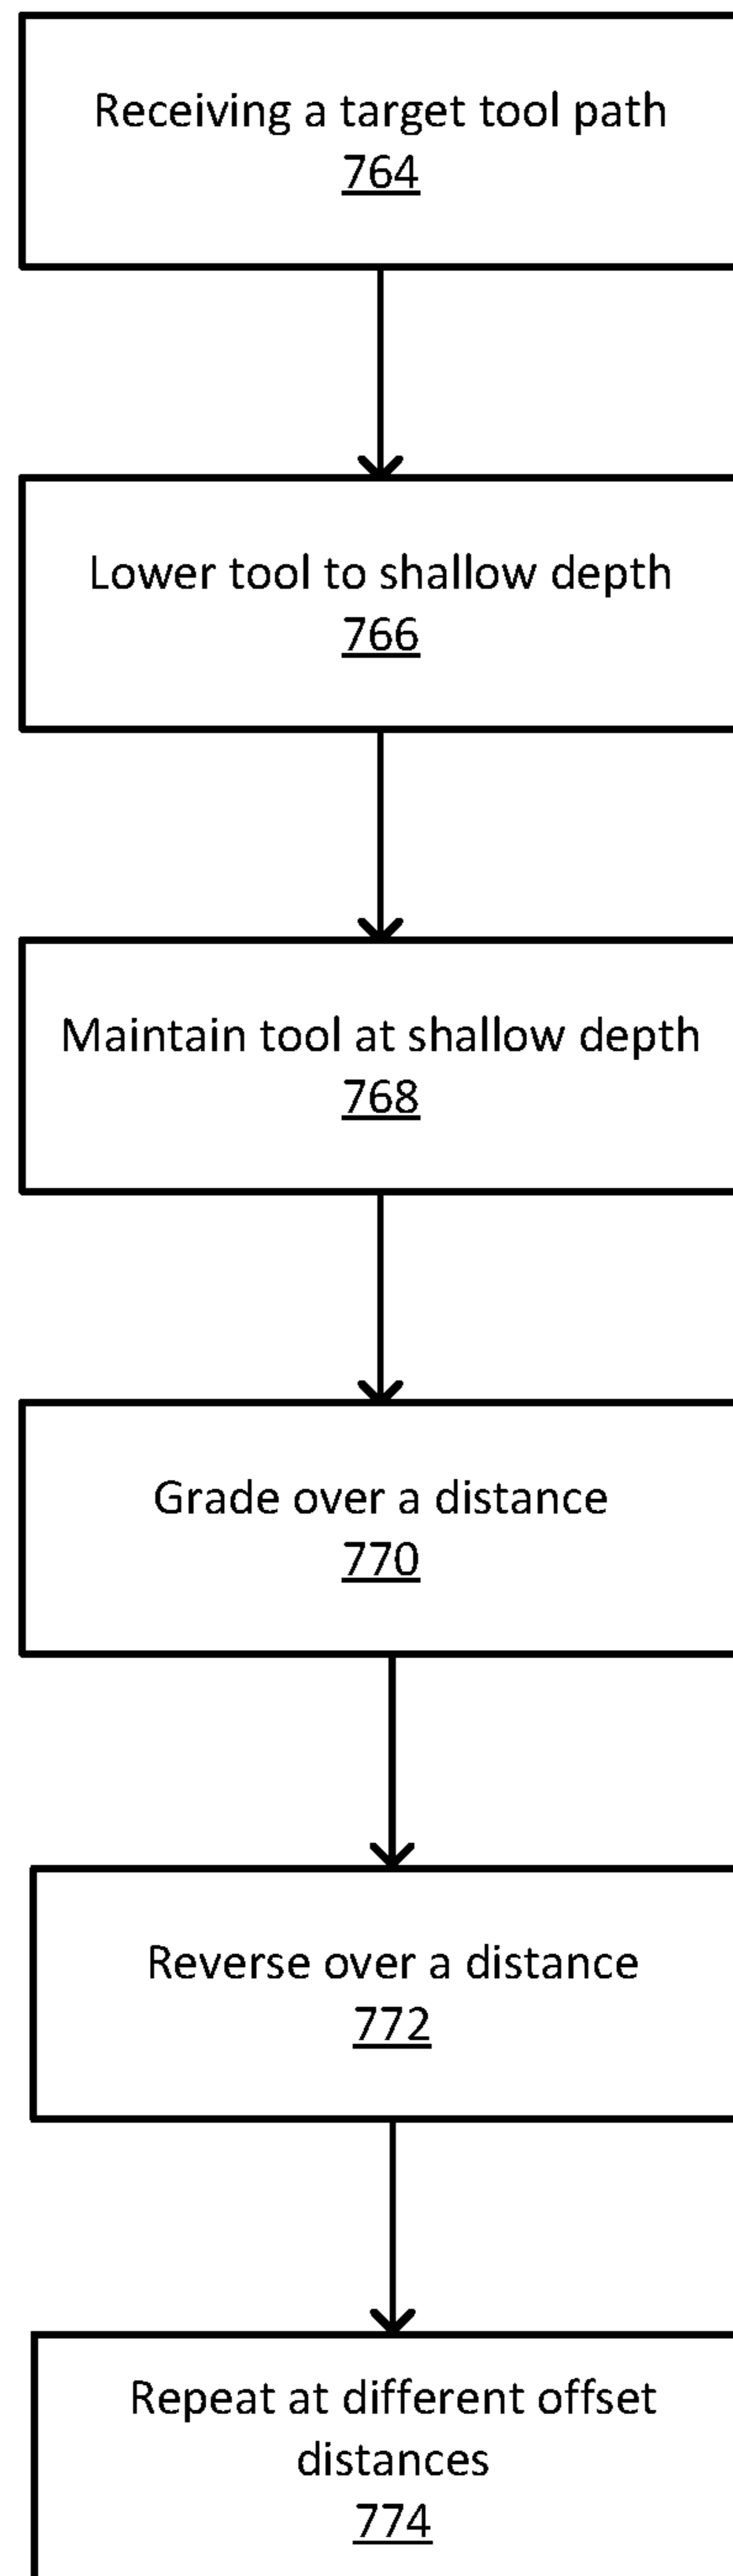 Receiving a target tool path
764
Lower tool to shallow depth
766
Maintain tool at shallow depth
768
Grade over a distance
770
Reverse over a distance
772
Repeat at different offset
distances
774